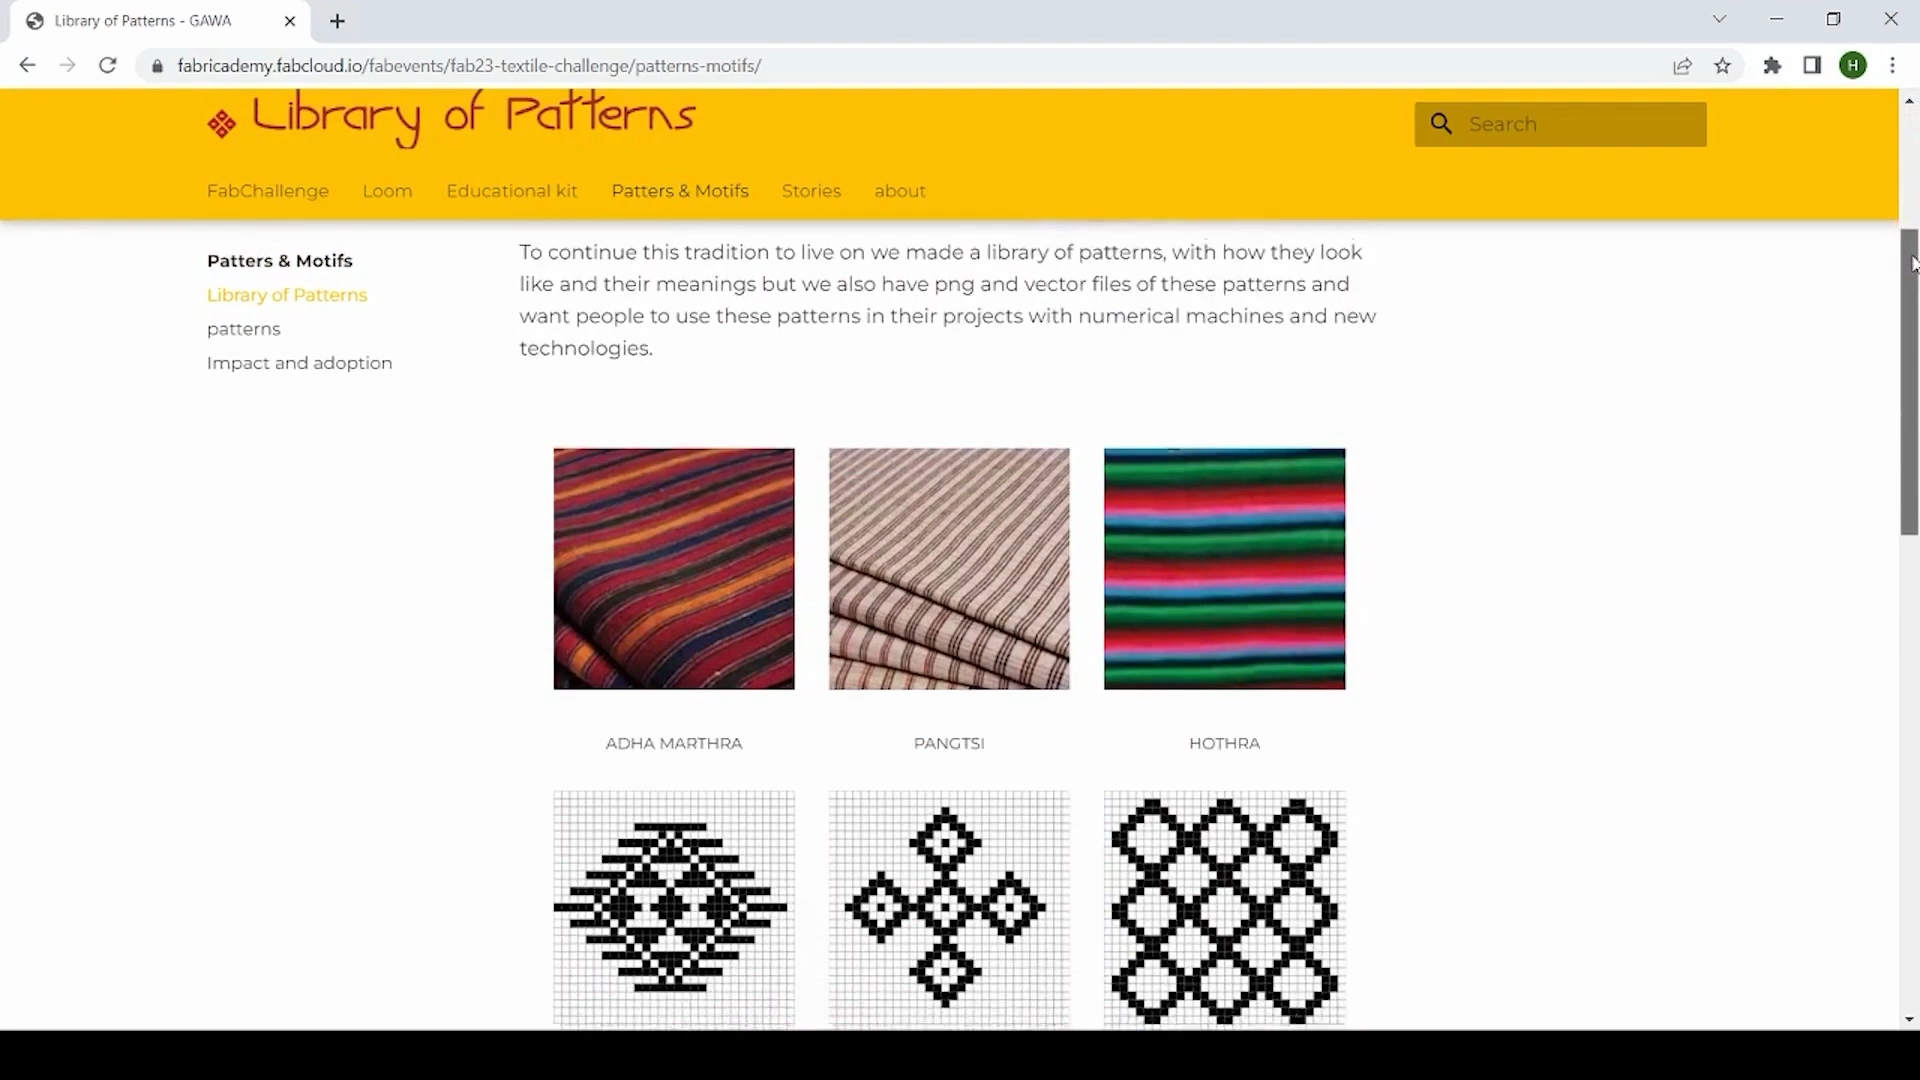 Library of Patterns - GAWA
fabricademy.fabcloud.io/fabevents/fab23-textile-challenge/patterns-motifs/
H
Library of Patterns
Search
FabChallenge
Loom
Educational kit
Patters & Motifs
Stories
about
Patters & Motifs
Library of Patterns
patterns
Impact and adoption
To continue this tradition to live on we made a library of patterns, with how they look
like and their meanings but we also have png and vector files of these patterns and
want people to use these patterns in their projects with numerical machines and new
technologies.
ADHA MARTHRA
PANGTSI
HOTHRA